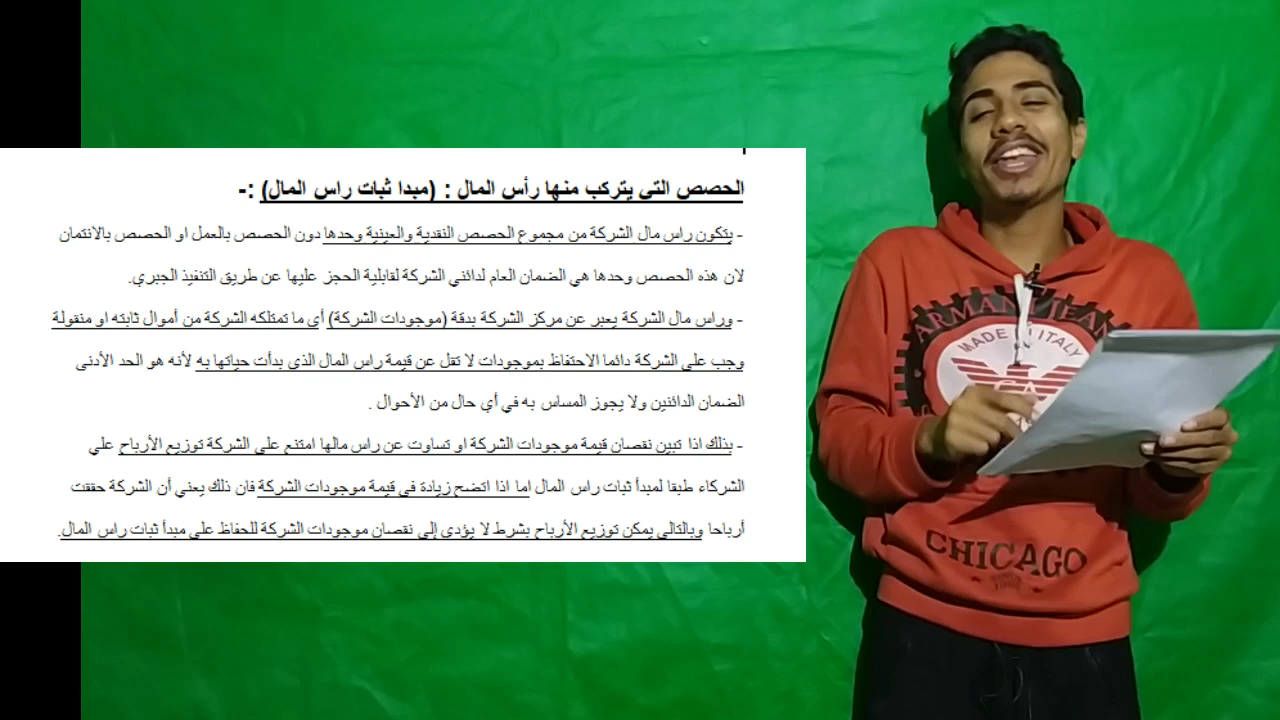 الحصص التي يتركب منها رأس المال : (مبدا ثبات راس المال) :-
- يتكون راس مال الشركة من مجموع الحصص النقدية والعينية وحدها دون الحصص بالعمل او الحصص بالائتمان
لان هذه الحصص وحدها هي الضمان العام لدائني الشركة لقابلية الحجز عليها عن طريق التنفيذ الجبري.
- وراس مال الشركة يعبر عن مركز الشركة بدقة (موجودات الشركة) أي ما تمتلكه الشركة من أموال ثابته او منقولة
وجب على الشركة دائما الاحتفاظ بموجودات لا تقل عن قيمة راس المال الذي بدأت حياتها به لأنه هو الحد الأدنى
الضمان الدائنين ولا يجوز المساس به في أي حال من الأحوال .
- بذلك اذا تبين نقصان قيمة موجودات الشركة او تساوت عن راس مالها امتنع على الشركة توزيع الأرباح علي
الشركاء طبقا لمبدأ ثبات راس المال اما اذا اتضح زيادة في قيمة موجودات الشركة فان ذلك يعني أن الشركة حققت
أرباحا وبالتالي يمكن توزيع الأرباح بشرط لا يؤدي إلى نقصان موجودات الشركة للحفاظ على مبدأ ثبات راس المال.
ARMANI JEANS
MADE IN ITALY
CHICAGO